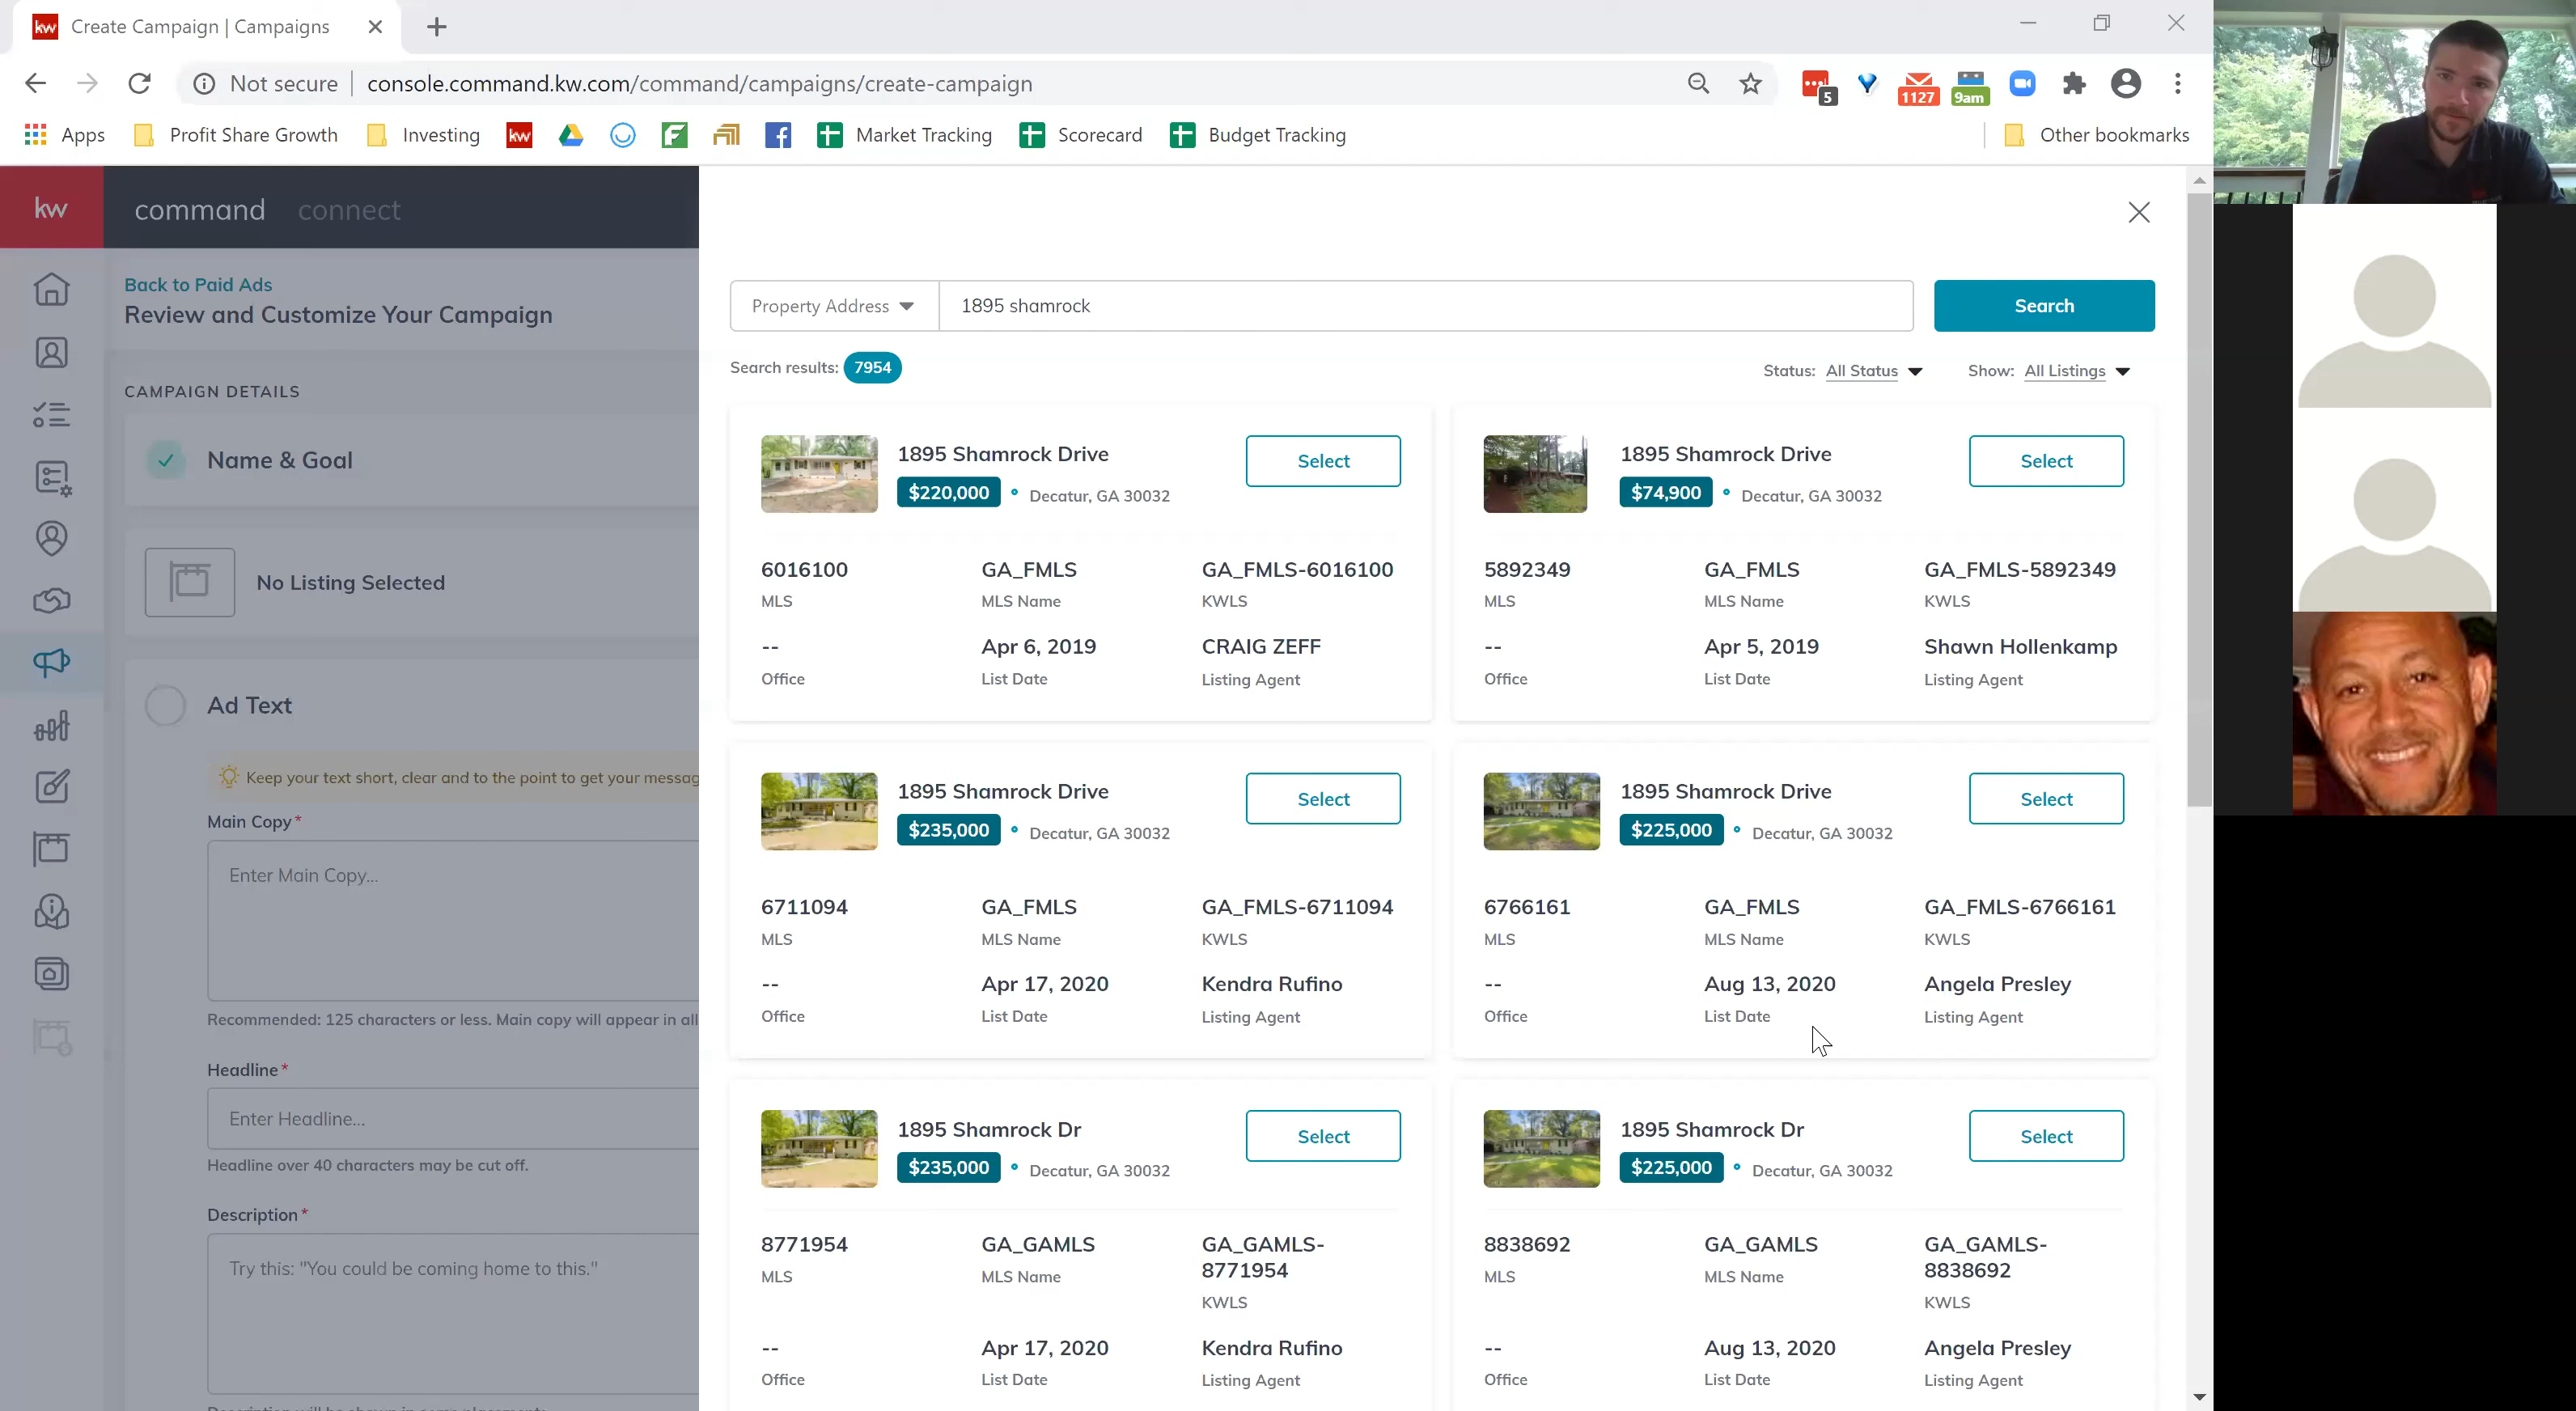 kw Create Campaign | Campaigns
Not secure | console.command.kw.com/command/campaigns/create-campaign
5 1127 9am
Apps Profit Share Growth Investing kw Market Tracking Scorecard Budget Tracking Other bookmarks
kw command connect
Back to Paid Ads
Review and Customize Your Campaign
CAMPAIGN DETAILS
Name & Goal
No Listing Selected
Ad Text
Keep your text short, clear and to the point to get your messag
Main Copy*
Enter Main Copy...
Recommended: 125 characters or less. Main copy will appear in all
Headline*
Enter Headline...
Headline over 40 characters may be cut off.
Description*
Try this: "You could be coming home to this."
Property Address 1895 shamrock Search
Search results: 7954 Status: All Status Show: All Listings
1895 Shamrock Drive Select
$220,000 Decatur, GA 30032
6016100 GA_FMLS GA_FMLS-6016100
MLS MLS Name KWLS
-- Apr 6, 2019 CRAIG ZEFF
Office List Date Listing Agent
1895 Shamrock Drive Select
$74,900 Decatur, GA 30032
5892349 GA_FMLS GA_FMLS-5892349
MLS MLS Name KWLS
-- Apr 5, 2019 Shawn Hollenkamp
Office List Date Listing Agent
1895 Shamrock Drive Select
$235,000 Decatur, GA 30032
6711094 GA_FMLS GA_FMLS-6711094
MLS MLS Name KWLS
-- Apr 17, 2020 Kendra Rufino
Office List Date Listing Agent
1895 Shamrock Drive Select
$225,000 Decatur, GA 30032
6766161 GA_FMLS GA_FMLS-6766161
MLS MLS Name KWLS
-- Aug 13, 2020 Angela Presley
Office List Date Listing Agent
1895 Shamrock Dr Select
$235,000 Decatur, GA 30032
8771954 GA_GAMLS GA_GAMLS-
8771954
MLS MLS Name KWLS
-- Apr 17, 2020 Kendra Rufino
Office List Date Listing Agent
1895 Shamrock Dr Select
$225,000 Decatur, GA 30032
8838692 GA_GAMLS GA_GAMLS-
8838692
MLS MLS Name KWLS
-- Aug 13, 2020 Angela Presley
Office List Date Listing Agent